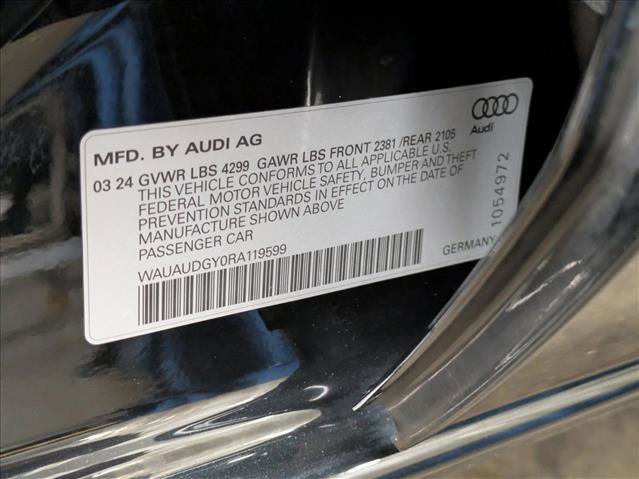 MFD. BY AUDI AG
Audi
03 24 GVWR LBS 4299 GAWR LBS FRONT 2381 /REAR 2105
THIS VEHICLE CONFORMS TO ALL APPLICABLE U.S.
FEDERAL MOTOR VEHICLE SAFETY, BUMPER AND THEFT
PREVENTION STANDARDS IN EFFECT ON THE DATE OF
MANUFACTURE SHOWN ABOVE
PASSENGER CAR
WAUAUDGY0RA119599
GERMANY
1054972